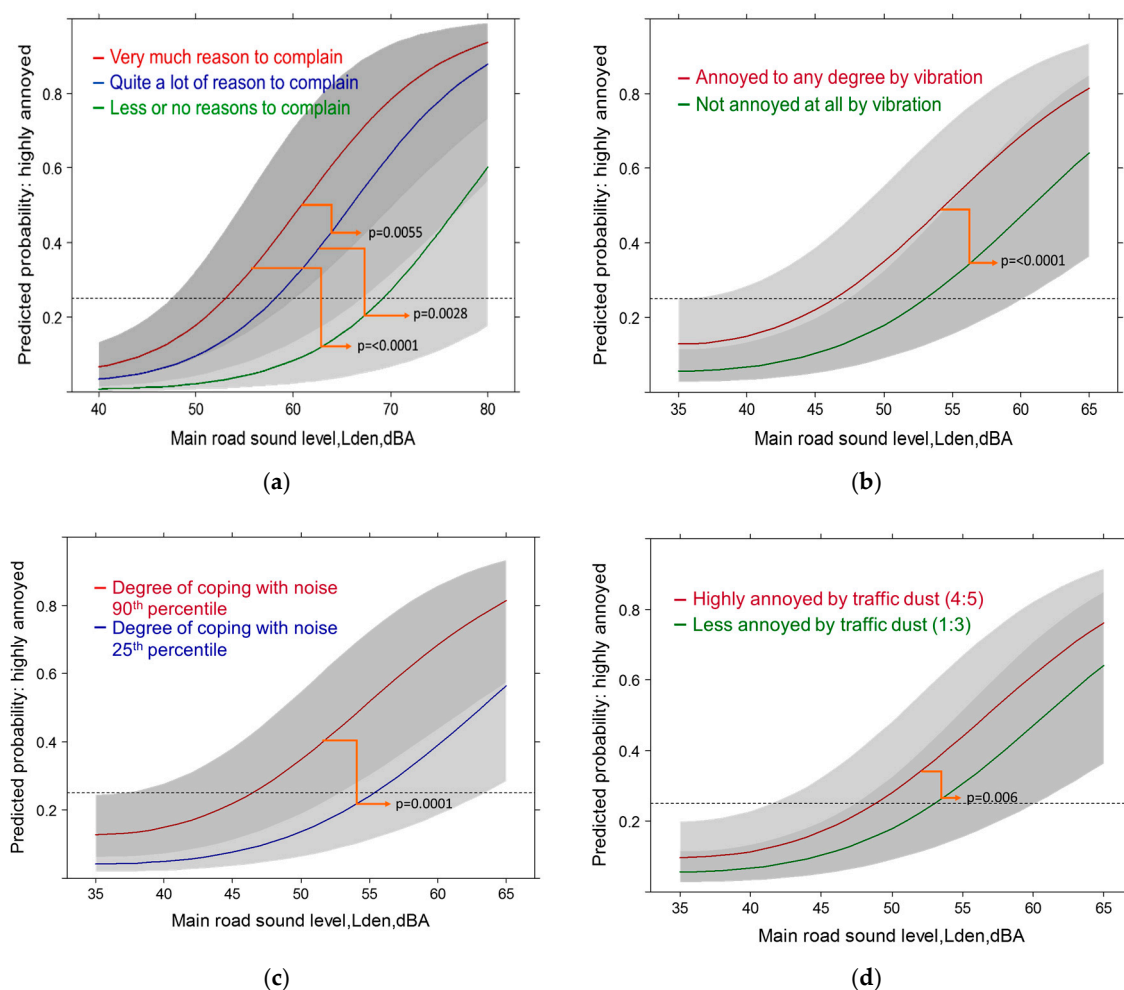 Predicted probability: highly annoyed
0.8
0.6
0.4
0.2
– Very much reason to complain
– Quite a lot of reason to complain
– Less or no reasons to complain
p=0.0055
p=0.0028
p=<0.0001
40 50 60 70 80
Main road sound level,Lden,dBA
(a)
Predicted probability: highly annoyed
0.8
0.6
0.4
0.2
– Annoyed to any degree by vibration
– Not annoyed at all by vibration
p=<0.0001
35 40 45 50 55 60 65
Main road sound level,Lden,dBA
(b)
Predicted probability: highly annoyed
0.8
0.6
0.4
0.2
– Degree of coping with noise
90th percentile
– Degree of coping with noise
25th percentile
p=0.0001
35 40 45 50 55 60 65
Main road sound level,Lden,dBA
(c)
Predicted probability: highly annoyed
0.8
0.6
0.4
0.2
– Highly annoyed by traffic dust (4:5)
– Less annoyed by traffic dust (1:3)
p=0.006
35 40 45 50 55 60 65
Main road sound level,Lden,dBA
(d)